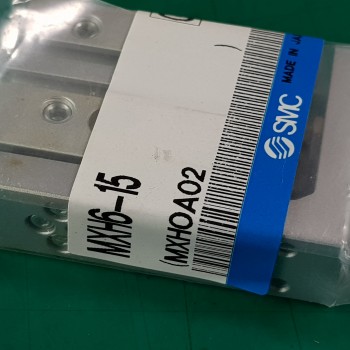 MXH6-15
(MXHOA02
)
SMC
MADE IN JA